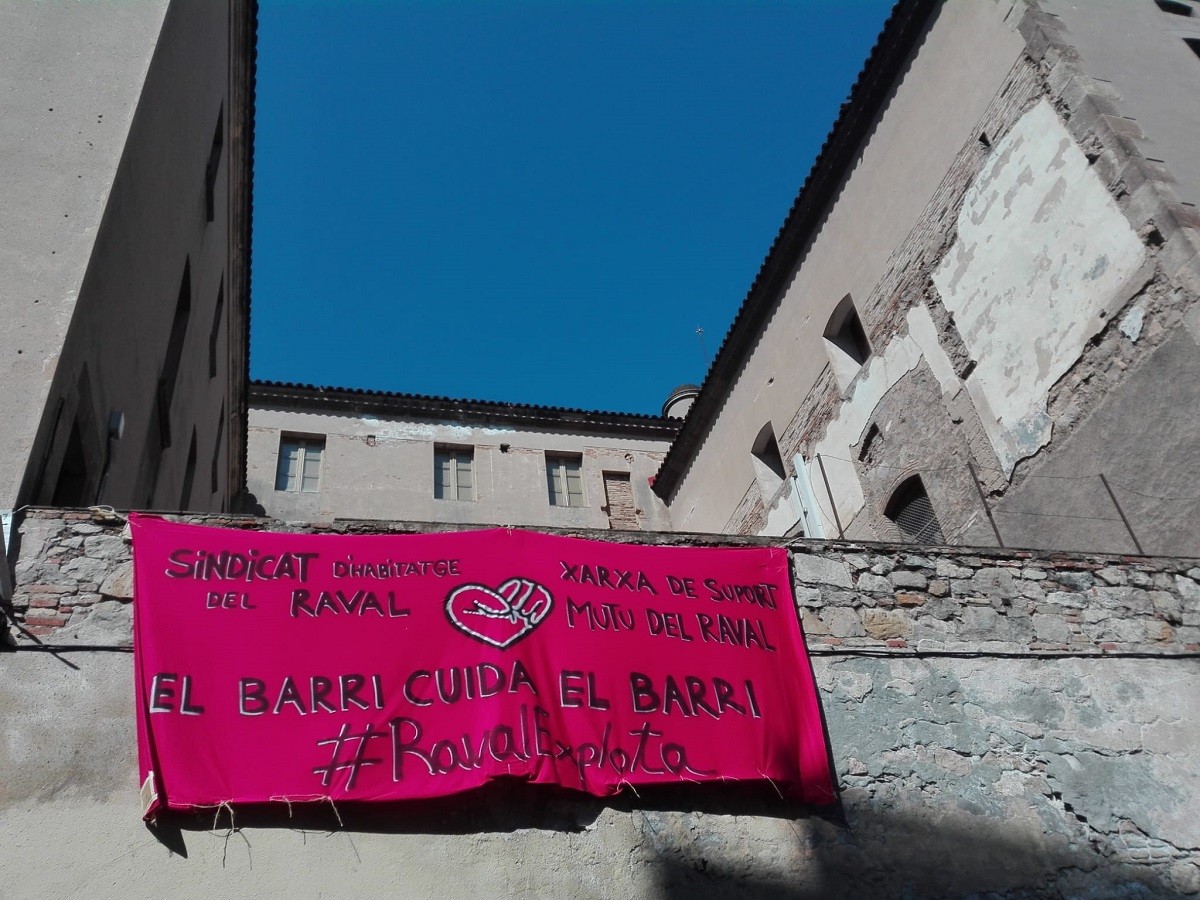 SiNDiCAT D'HABiTATGE
DEL RAVAL
XARXA DE SUPORT
MUTU DEL RAVAL
EL BARRI CUIDA EL BARRI
#RavalExplota